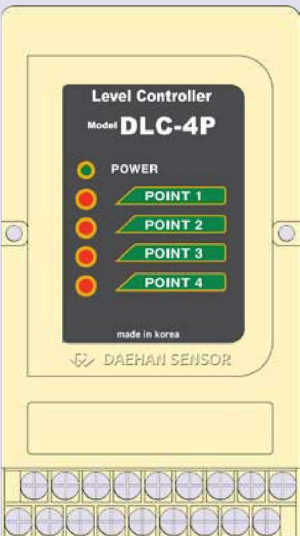 Level Controller
Model DLC-4P
POWER
POINT 1
POINT 2
POINT 3
POINT 4
made in korea
DAEHAN SENSOR